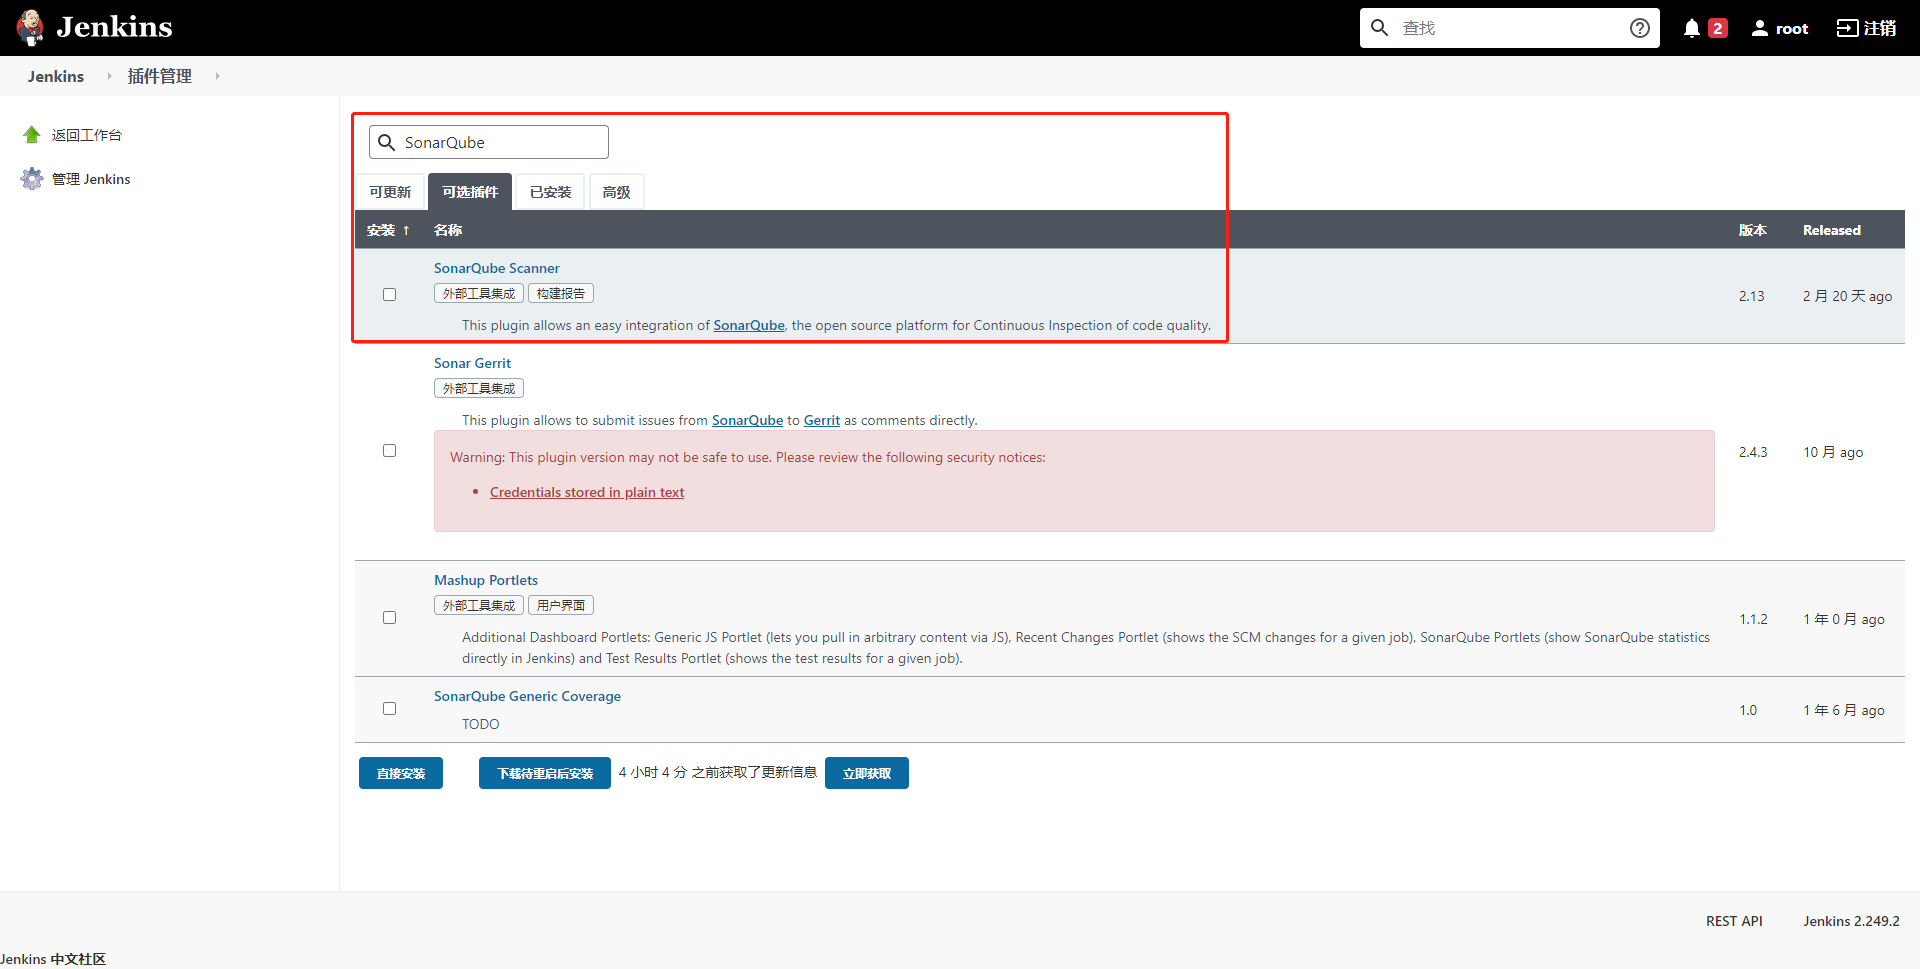 Jenkins
查找
2
root
注销
Jenkins
插件管理
返回工作台
管理 Jenkins
SonarQube
可更新
可选插件
已安装
高级
安装 ↑
名称
版本
Released
SonarQube Scanner
外部工具集成
构建报告
This plugin allows an easy integration of SonarQube, the open source platform for Continuous Inspection of code quality.
2.13
2 月 20 天 ago
Sonar Gerrit
外部工具集成
This plugin allows to submit issues from SonarQube to Gerrit as comments directly.
Warning: This plugin version may not be safe to use. Please review the following security notices:
• Credentials stored in plain text
2.4.3
10 月 ago
Mashup Portlets
外部工具集成
用户界面
Additional Dashboard Portlets: Generic JS Portlet (lets you pull in arbitrary content via JS), Recent Changes Portlet (shows the SCM changes for a given job), SonarQube Portlets (show SonarQube statistics
directly in Jenkins) and Test Results Portlet (shows the test results for a given job).
1.1.2
1 年 0 月 ago
SonarQube Generic Coverage
TODO
1.0
1 年 6 月 ago
直接安装
下载待重启后安装
4 小时 4 分 之前获取了更新信息
立即获取
REST API
Jenkins 2.249.2
Jenkins 中文社区